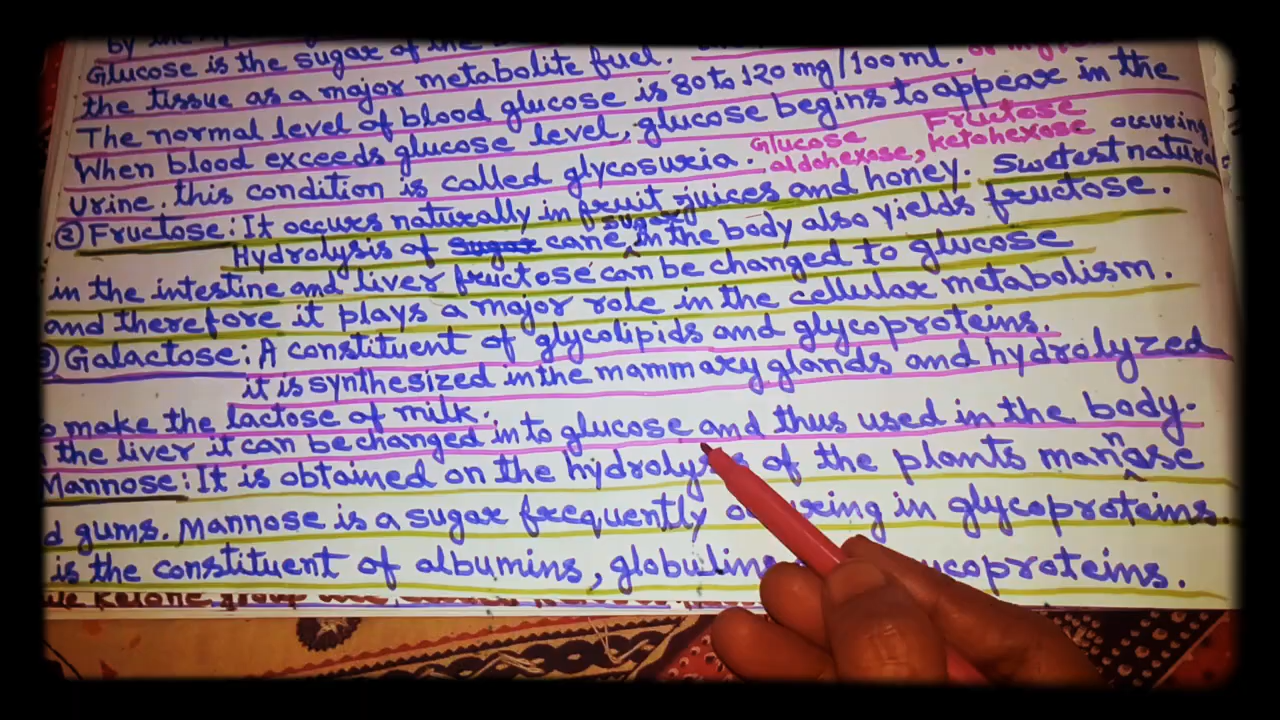 by the
Glucose is the sugar of the
the tissue as a major metabolite fuel.
The normal level of blood glucose is 80 to 120 mg/100 ml.
When blood exceeds glucose level, glucose begins to appear in the
Urine. this condition is called glycosuria. Glucose aldohexose, Fructose ketohexose
② Fructose: It occurs naturally in fruit juices and honey. Sweetest natural occuring
Hydrolysis of cane sugar in the body also yields fructose.
in the intestine and liver fructose can be changed to glucose
and therefore it plays a major role in the cellular metabolism.
3) Galactose: A constituent of glycolipids and glycoproteins.
it is synthesized in the mammary glands and hydrolyzed
make the lactose of milk.
the liver it can be changed into glucose and thus used in the body.
Mannose: It is obtained on the hydrolysis of the plants mannose
d gums. Mannose is a sugar frequently occuring in glycoproteins.
is the constituent of albumins, globulins